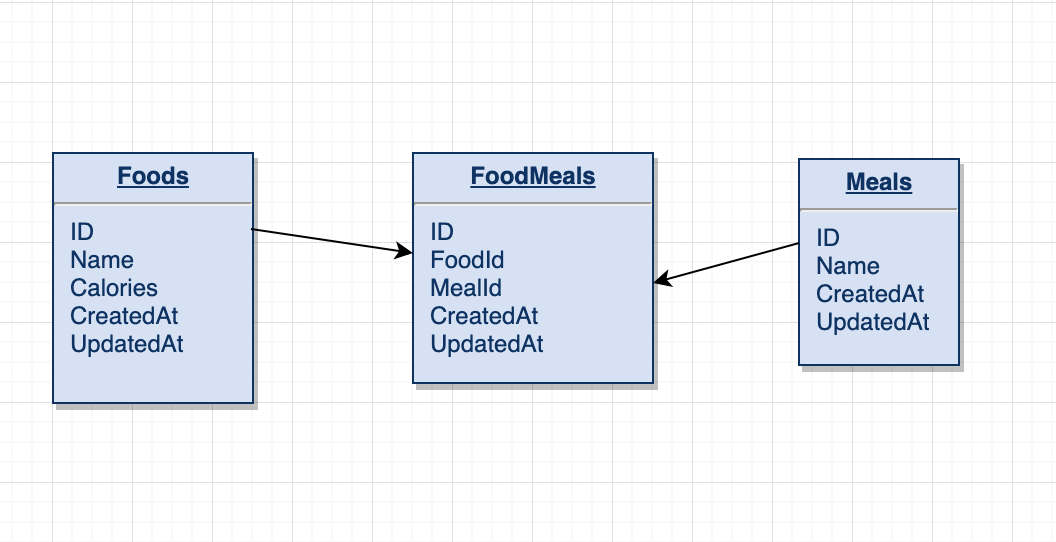 Foods
ID
Name
Calories
CreatedAt
UpdatedAt
FoodMeals
ID
FoodId
MealId
CreatedAt
UpdatedAt
Meals
ID
Name
CreatedAt
UpdatedAt